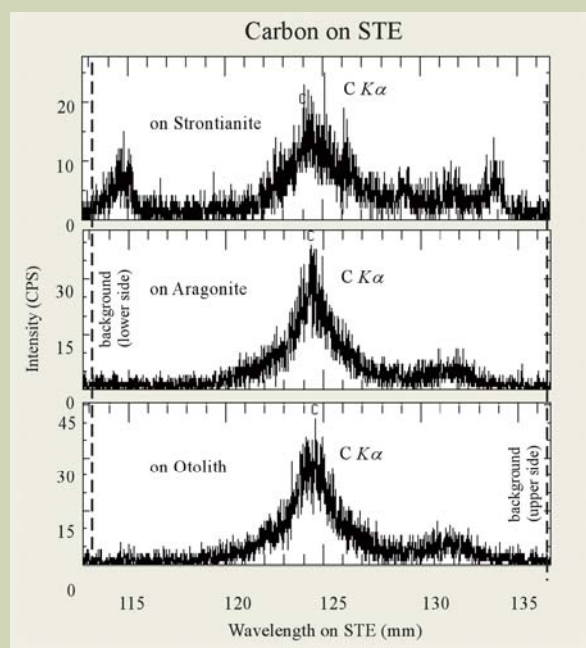 Carbon on STE
C
C Kα
on Strontianite
20
10
0
C
C Kα
on Aragonite
background
(lower side)
30
15
0
Intensity (CPS)
C
C Kα
on Otolith
background
(upper side)
45
30
15
0
115 120 125 130 135
Wavelength on STE (mm)